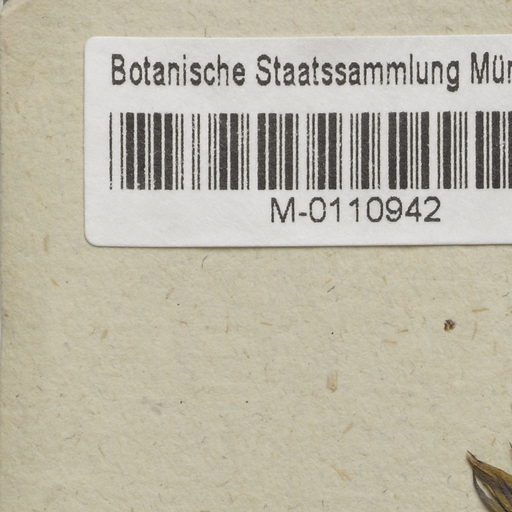 Botanische Staatssammlung Mün
M-0110942